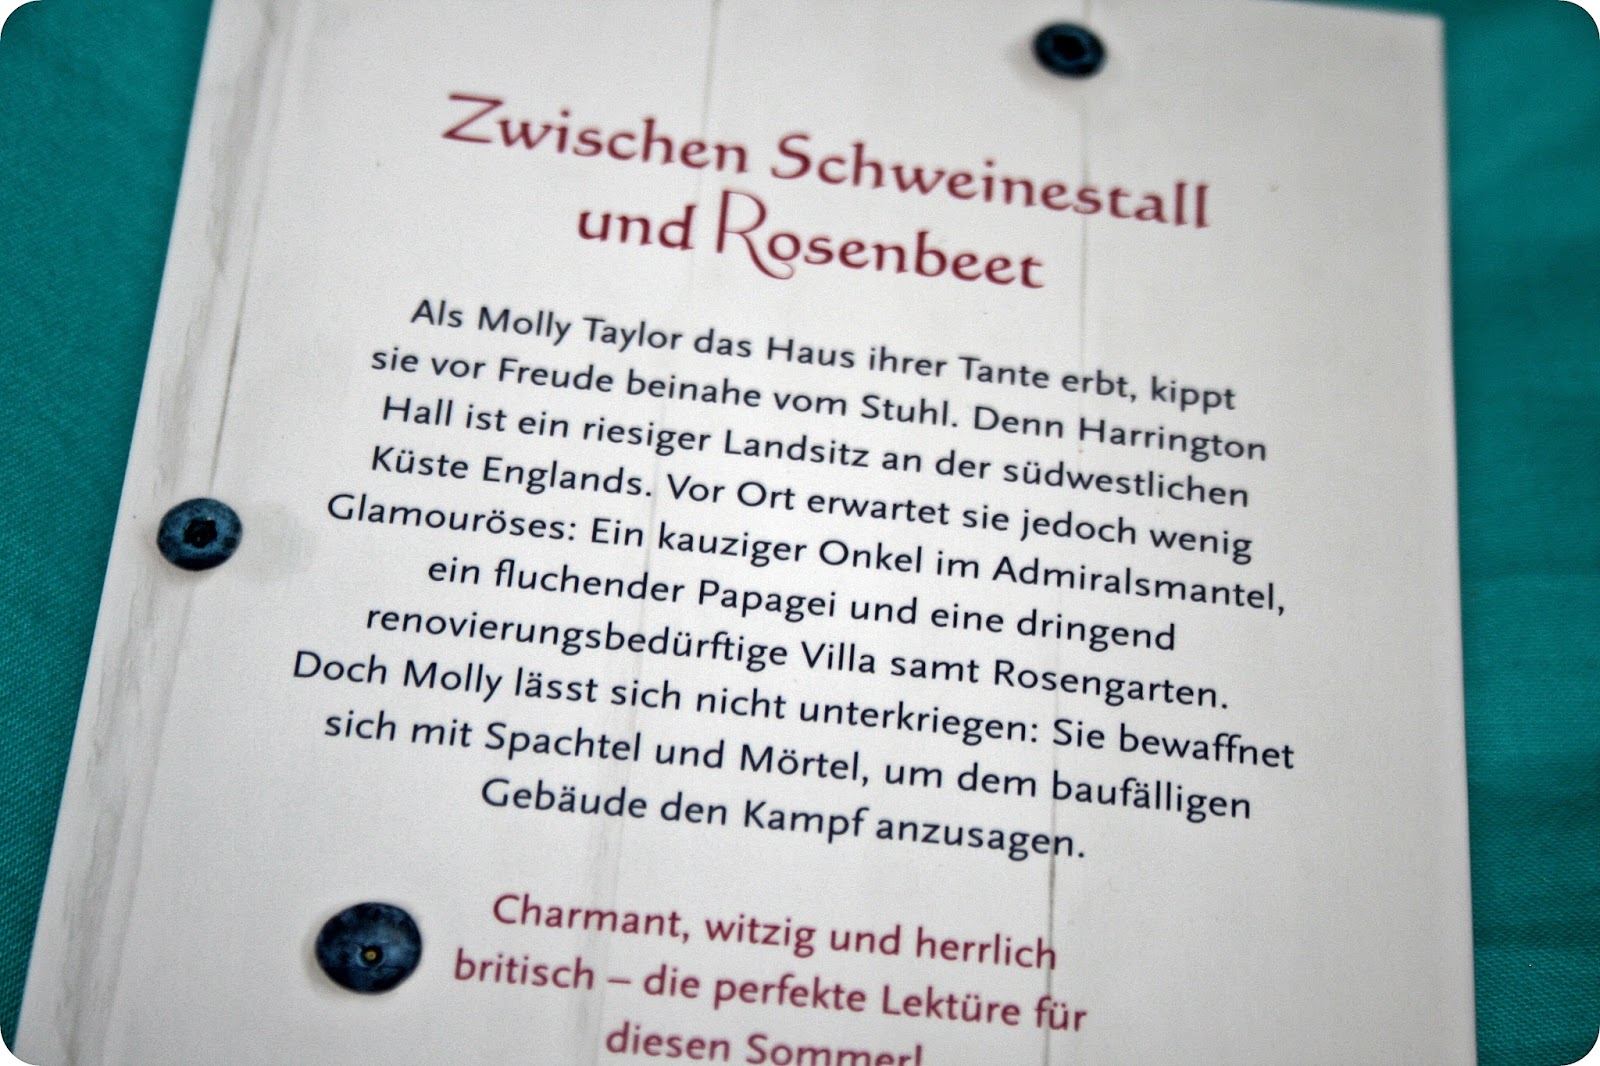 Zwischen Schweinestall
und Rosenbeet
Als Molly Taylor das Haus ihrer Tante erbt, kippt
sie vor Freude beinahe vom Stuhl. Denn Harrington
Hall ist ein riesiger Landsitz an der südwestlichen
Küste Englands. Vor Ort erwartet sie jedoch wenig
Glamouröses: Ein kauziger Onkel im Admiralsmantel,
ein fluchender Papagei und eine dringend
renovierungsbedürftige Villa samt Rosengarten.
Doch Molly lässt sich nicht unterkriegen: Sie bewaffnet
sich mit Spachtel und Mörtel, um dem baufälligen
Gebäude den Kampf anzusagen.
Charmant, witzig und herrlich
britisch – die perfekte Lektüre für
diesen Sommer!